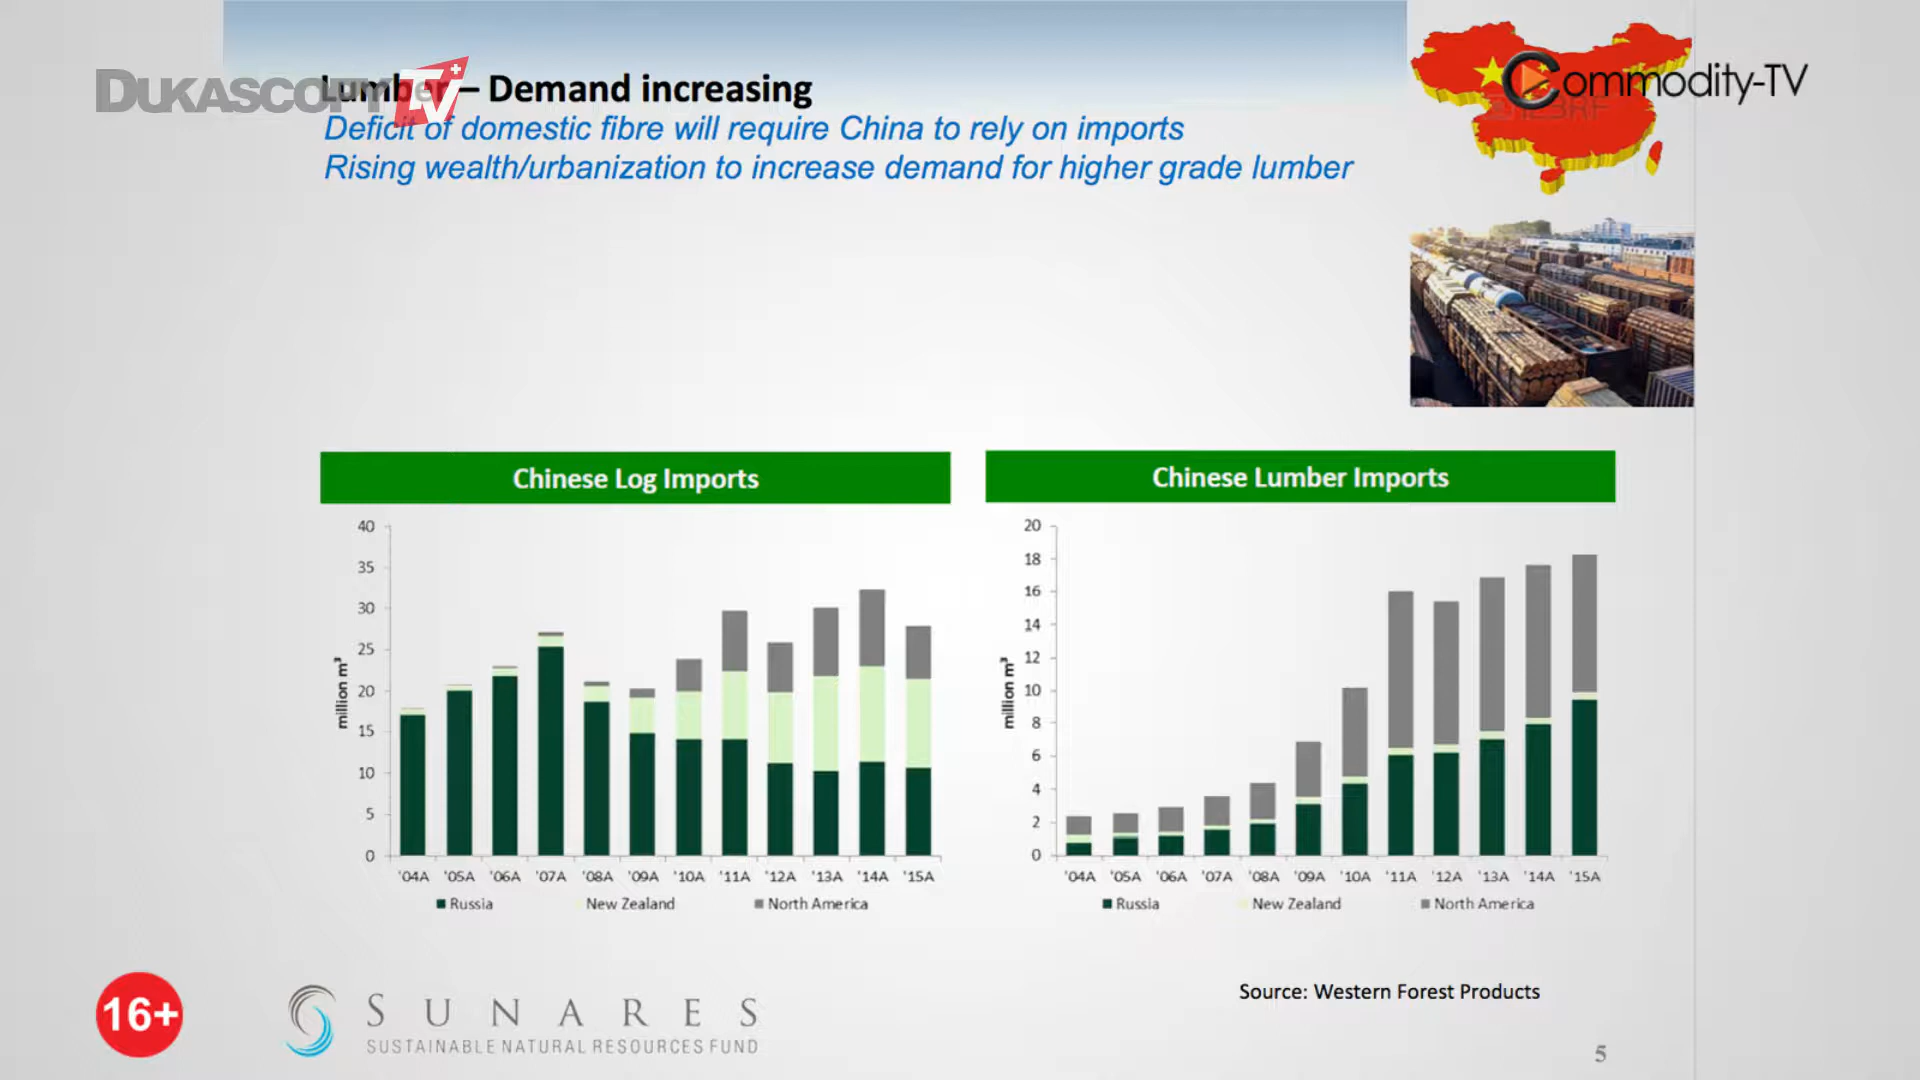 DUKASCOPY TV
Lumber – Demand increasing
Commodity-TV
Deficit of domestic fibre will require China to rely on imports
Rising wealth/urbanization to increase demand for higher grade lumber
Chinese Log Imports
40
35
30
25
20
15
10
5
0
million m³
'04A '05A '06A '07A '08A '09A '10A '11A '12A '13A '14A '15A
Russia New Zealand North America
Chinese Lumber Imports
20
18
16
14
12
10
8
6
4
2
0
million m³
'04A '05A '06A '07A '08A '09A '10A '11A '12A '13A '14A '15A
Russia New Zealand North America
Source: Western Forest Products
16+
SUNARES
SUSTAINABLE NATURAL RESOURCES FUND
5